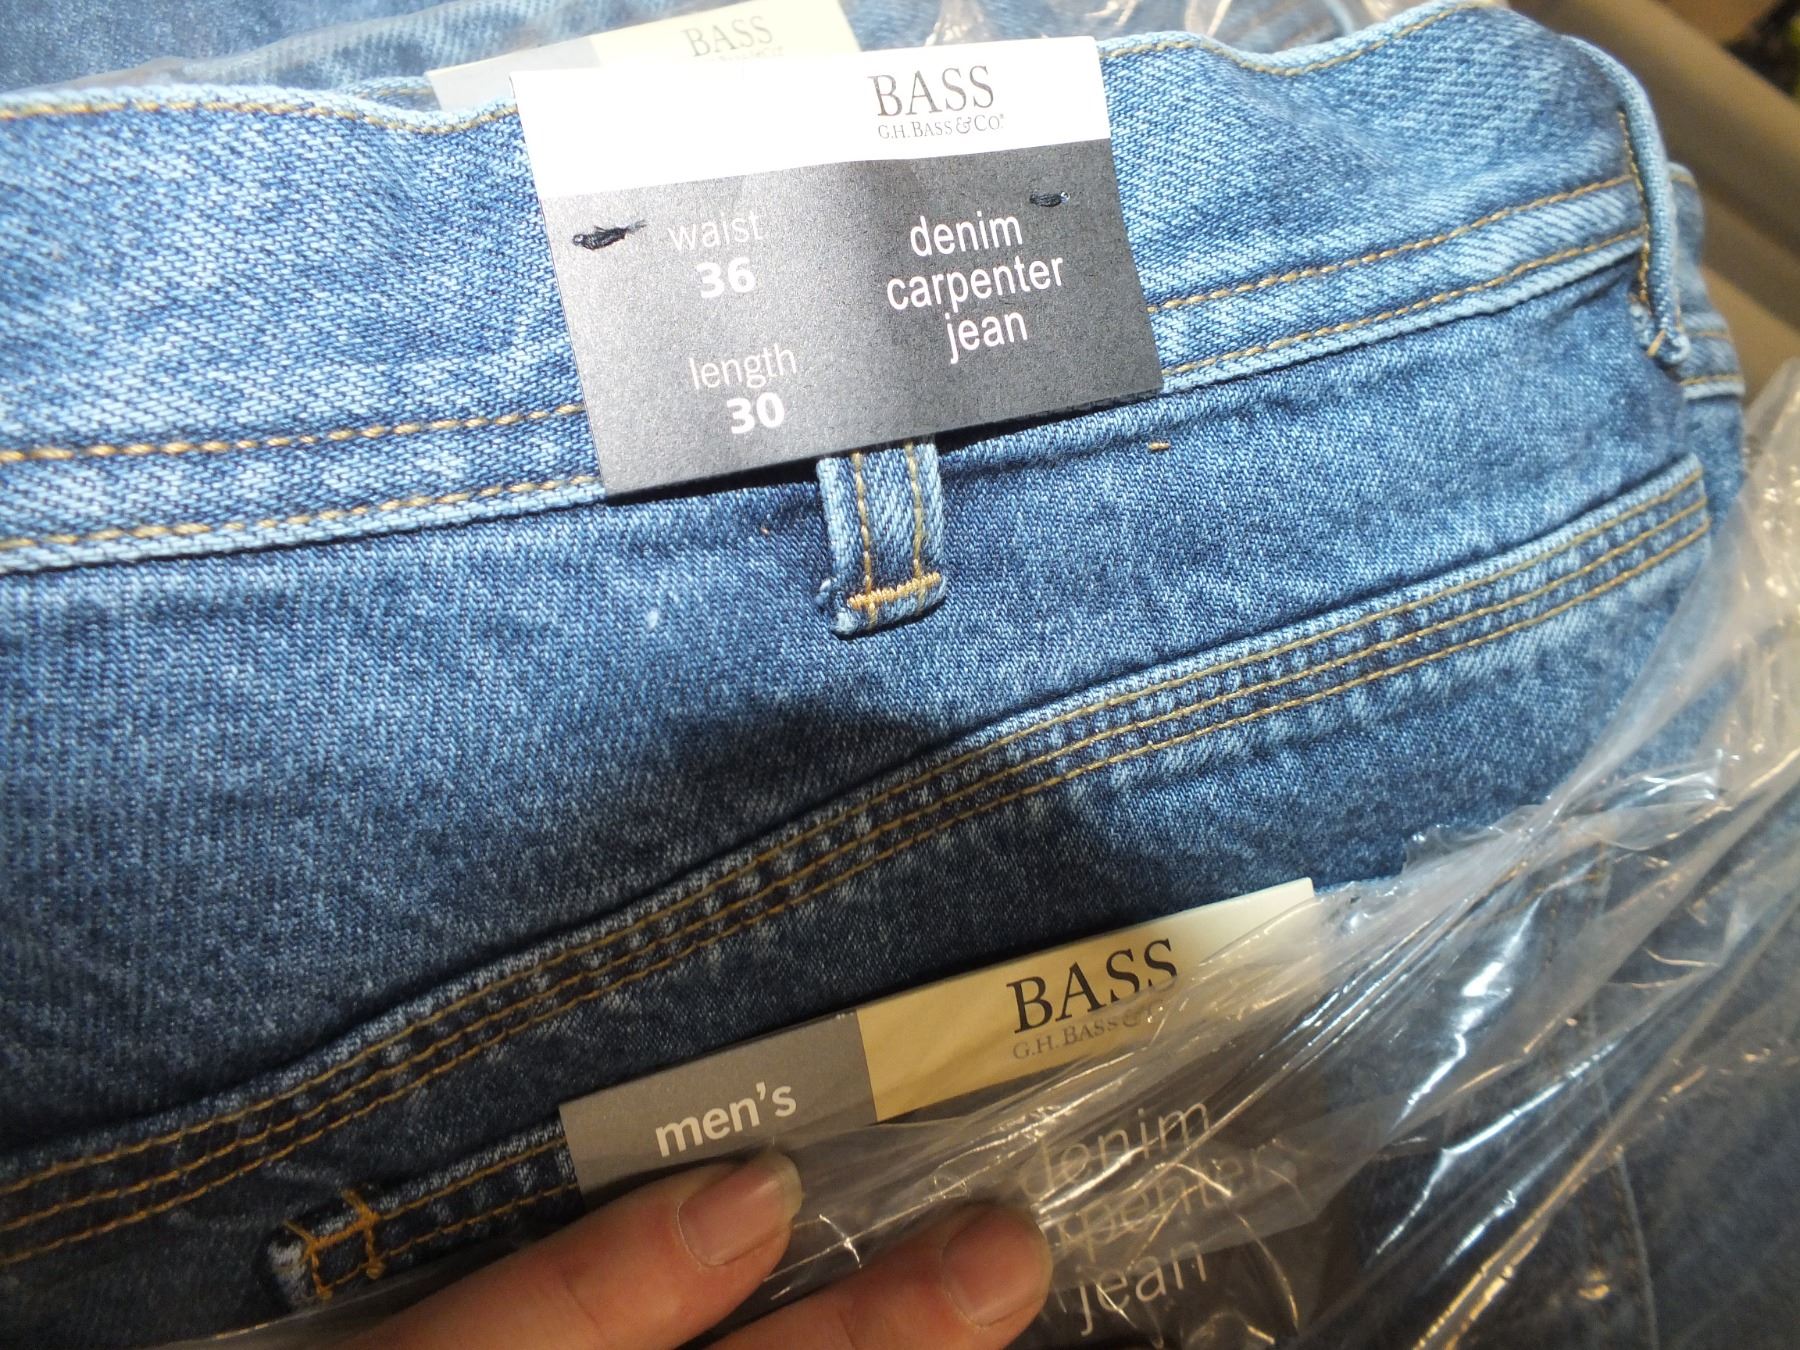 BASS
BASS
G.H. BASS & CO.®
waist
36
length
30
denim
carpenter
jean
BASS
G.H. BASS &
men's
denim
jean